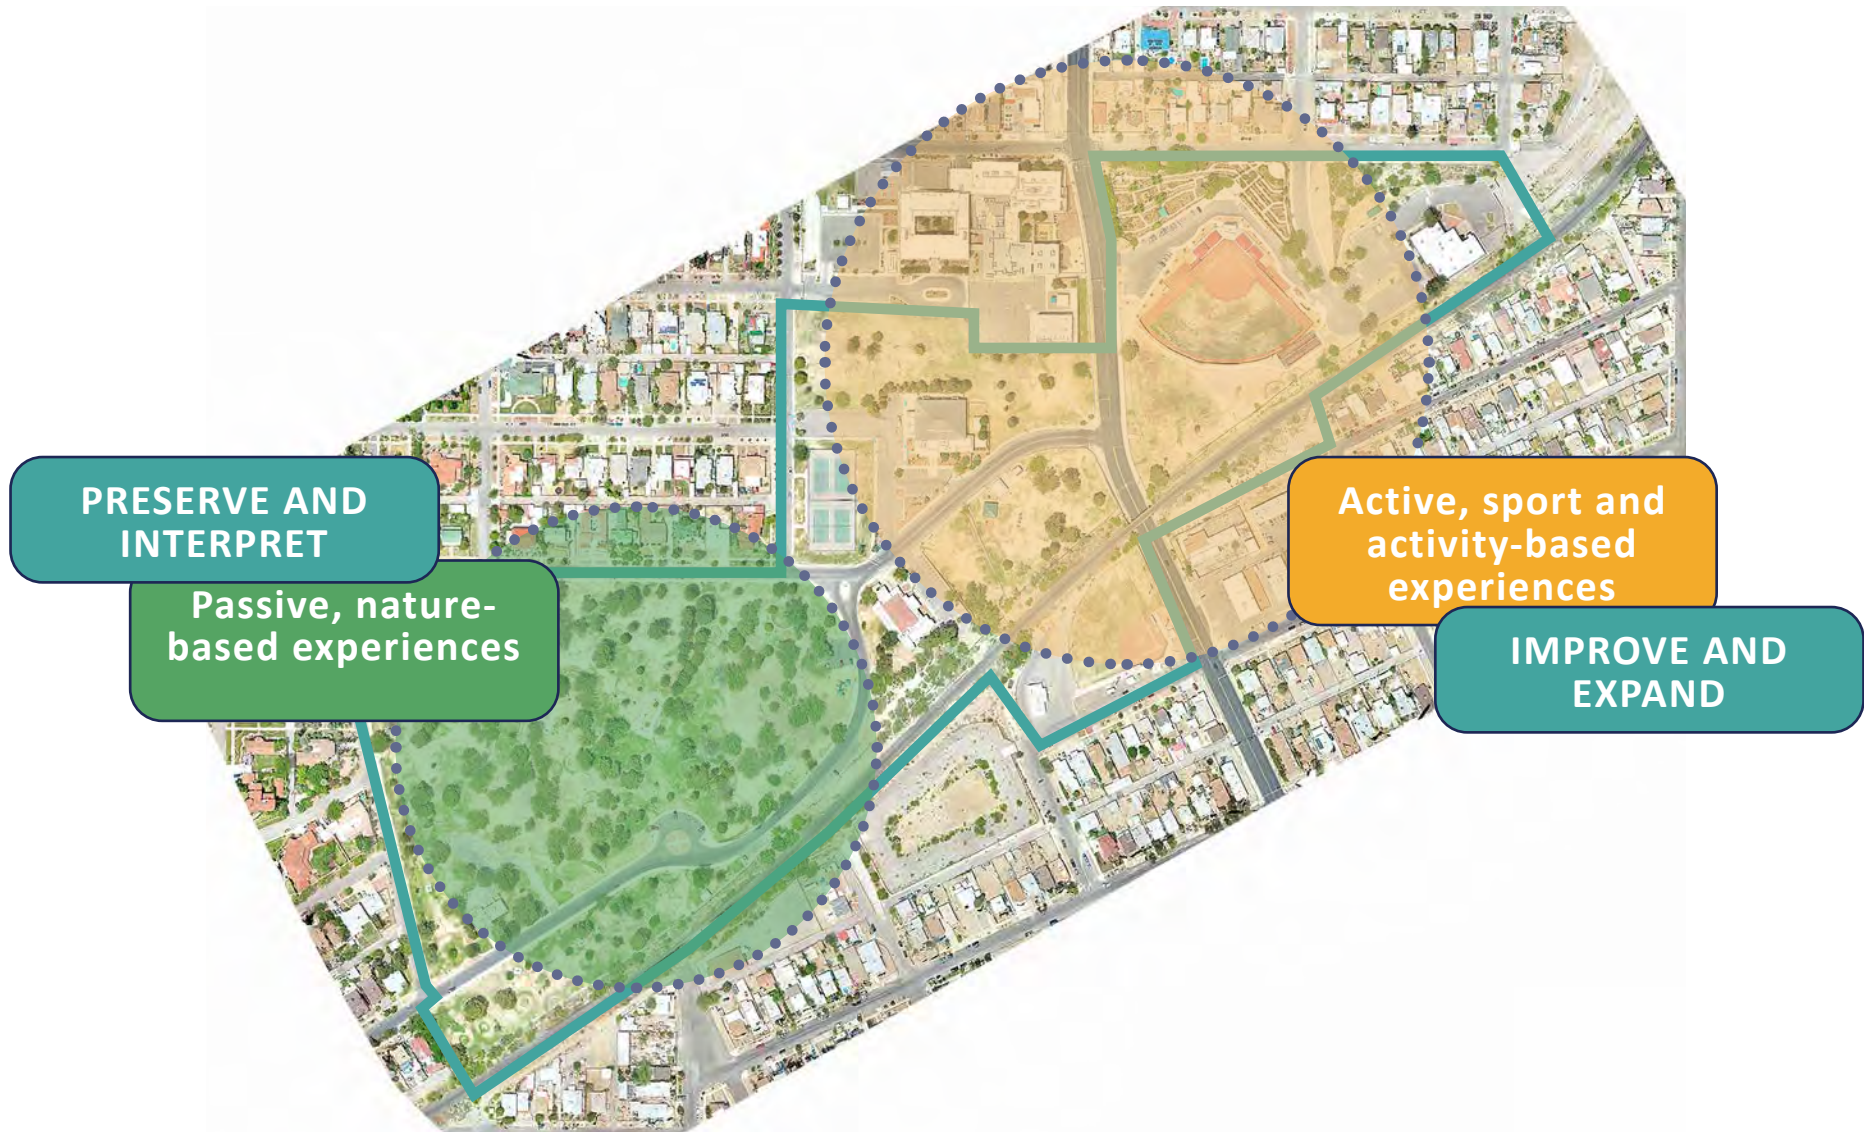 PRESERVE AND
INTERPRET
Passive, nature-
based experiences
Active, sport and
activity-based
experiences
IMPROVE AND
EXPAND